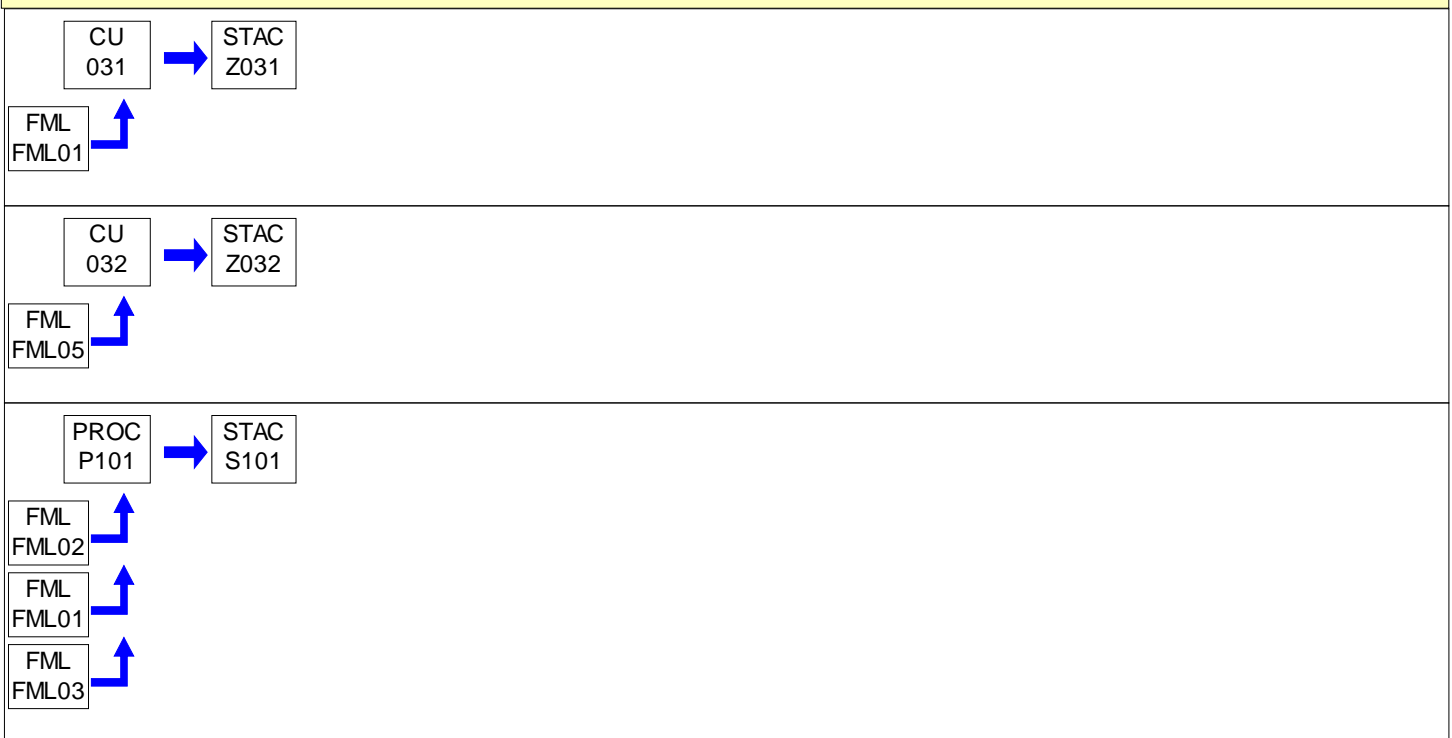 CU
031
STAC
Z031
FML
FML01
CU
032
STAC
Z032
FML
FML05
PROC
P101
STAC
S101
FML
FML02
FML
FML01
FML
FML03